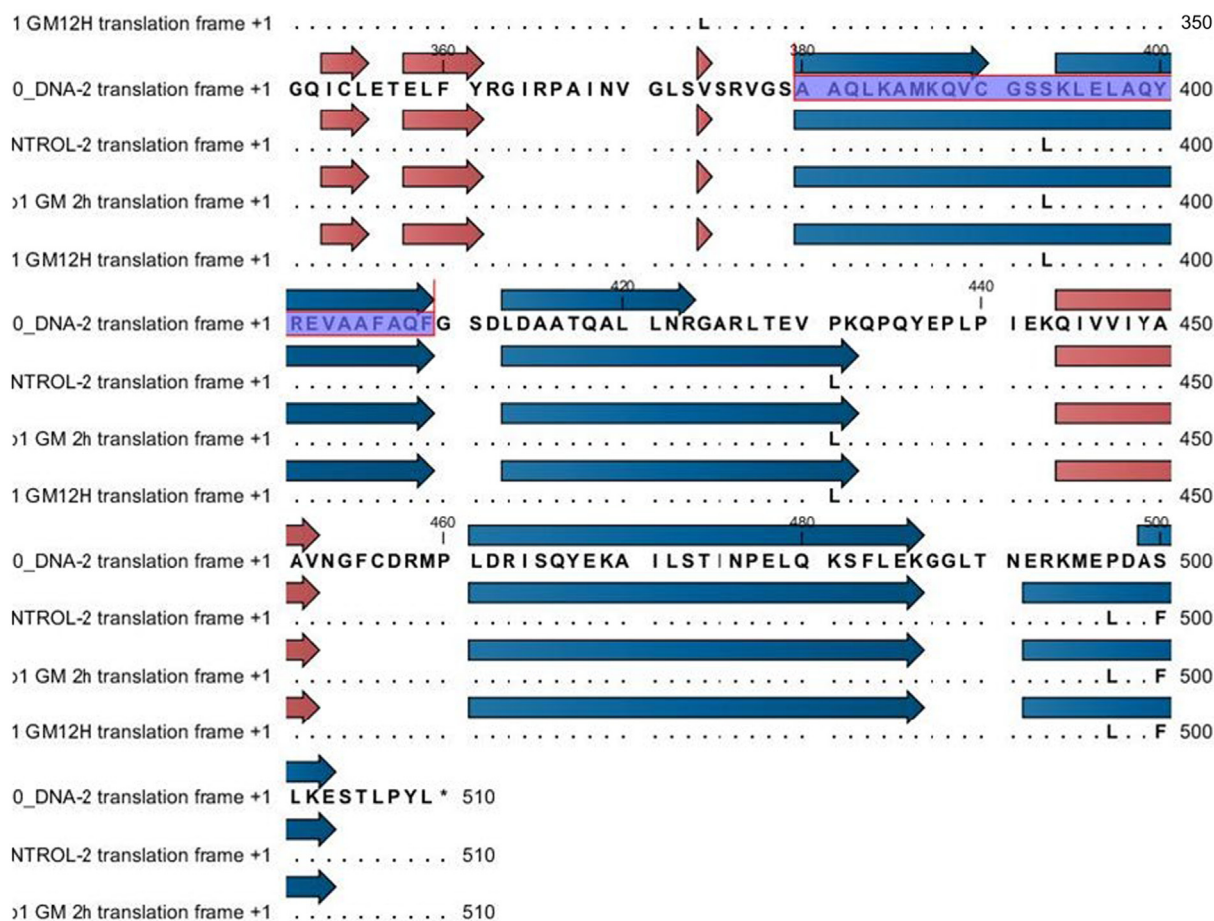 1 GM12H translation frame +1 .......... .......... ...L...... .......... .......... 350
360 380 400
0_DNA-2 translation frame +1 GQICLETELF YRGIRPAINV GLSVSRVGSA AQLKAMKQVC GSSKLELAQY 400
NTROL-2 translation frame +1 .......... .......... .......... .......... ..L....... 400
o1 GM 2h translation frame +1 .......... .......... .......... .......... ..L....... 400
1 GM12H translation frame +1 .......... .......... .......... .......... ..L....... 400
420 440
0_DNA-2 translation frame +1 REVAAFAQFG SDLDAATQAL LNRGARLTEV PKQPQYEPLP IEKQIVVIYA 450
NTROL-2 translation frame +1 .......... .......... .......... L......... .......... 450
o1 GM 2h translation frame +1 .......... .......... .......... L......... .......... 450
1 GM12H translation frame +1 .......... .......... .......... L......... .......... 450
460 480 500
0_DNA-2 translation frame +1 AVNGFCDRMP LDRISQYEKA ILSTINPELQ KSFLEKGGLT NERKMEPDAS 500
NTROL-2 translation frame +1 .......... .......... .......... .......... ......L..F 500
o1 GM 2h translation frame +1 .......... .......... .......... .......... ......L..F 500
1 GM12H translation frame +1 .......... .......... .......... .......... ......L..F 500
0_DNA-2 translation frame +1 LKESTLPYL* 510
NTROL-2 translation frame +1 .......... 510
o1 GM 2h translation frame +1 .......... 510